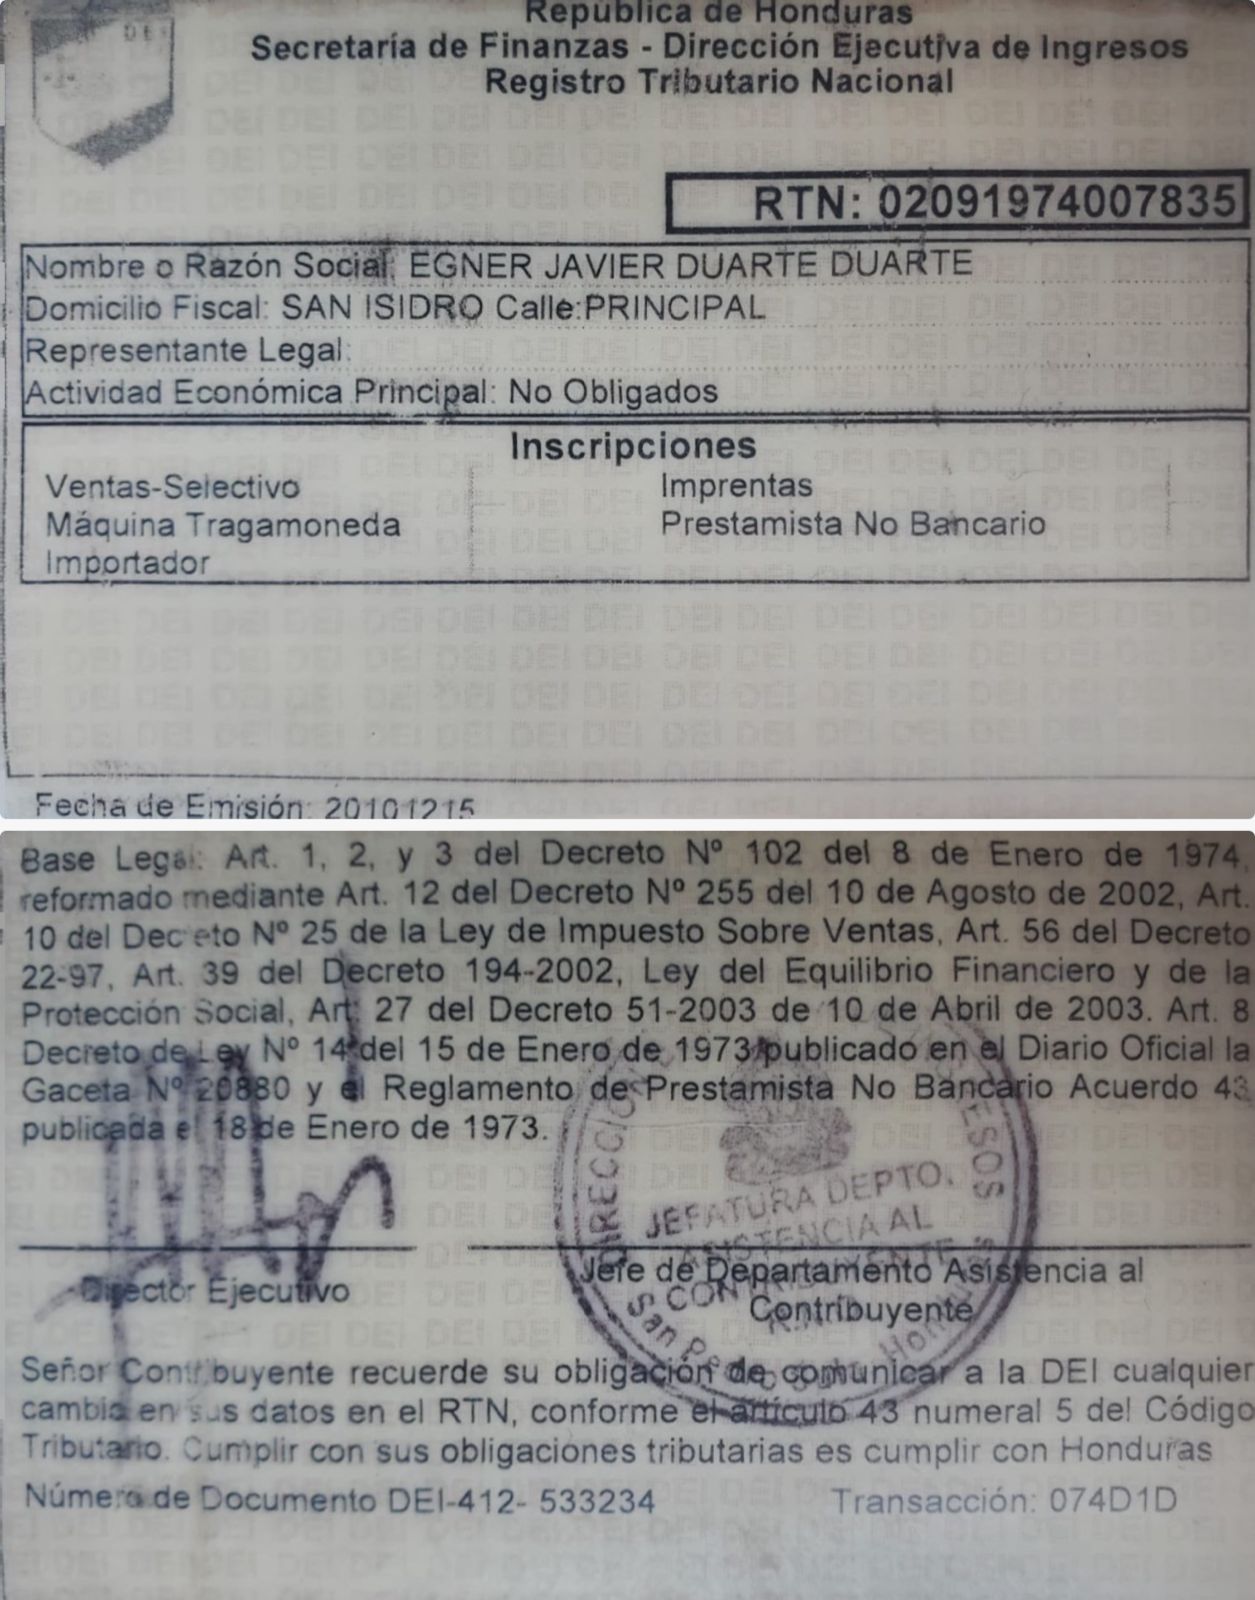 DEI
República de Honduras
Secretaría de Finanzas - Dirección Ejecutiva de Ingresos
Registro Tributario Nacional
RTN: 02091974007835
Nombre o Razón Social: EGNER JAVIER DUARTE DUARTE
Domicilio Fiscal: SAN ISIDRO Calle:PRINCIPAL
Representante Legal:
Actividad Económica Principal: No Obligados
Inscripciones
Ventas-Selectivo
Imprentas
Máquina Tragamoneda
Prestamista No Bancario
Importador
Fecha de Emisión: 20101215
Base Legal: Art. 1, 2, y 3 del Decreto Nº 102 del 8 de Enero de 1974,
reformado mediante Art. 12 del Decreto Nº 255 del 10 de Agosto de 2002, Art.
10 del Decreto Nº 25 de la Ley de Impuesto Sobre Ventas, Art. 56 del Decreto
22-97, Art. 39 del Decreto 194-2002, Ley del Equilibrio Financiero y de la
Protección Social, Art. 27 del Decreto 51-2003 de 10 de Abril de 2003. Art. 8
Decreto de Ley Nº 14 del 15 de Enero de 1973 publicado en el Diario Oficial la
Gaceta Nº 20880 y el Reglamento de Prestamista No Bancario Acuerdo 43
publicada el 18 de Enero de 1973.
JEFATURA DEPTO.
ASISTENCIA AL
CONTRIBUYENTE
San Pedro Sula Honduras
Director Ejecutivo
Jefe de Departamento Asistencia al
Contribuyente
Señor Contribuyente recuerde su obligación de comunicar a la DEI cualquier
cambio en sus datos en el RTN, conforme el artículo 43 numeral 5 del Código
Tributario. Cumplir con sus obligaciones tributarias es cumplir con Honduras
Número de Documento DEI-412- 533234
Transacción: 074D1D